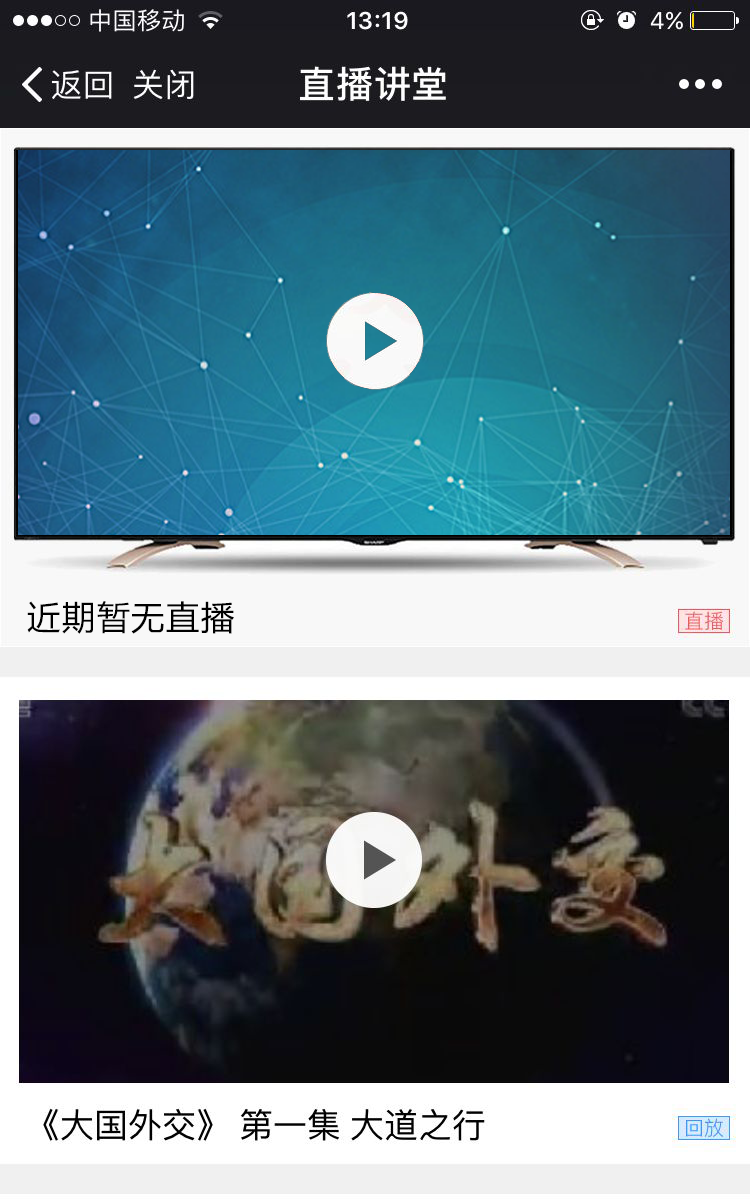 中国移动 13:19 4%
返回 关闭 直播讲堂
近期暂无直播 直播
大国外交
《大国外交》 第一集 大道之行 回放